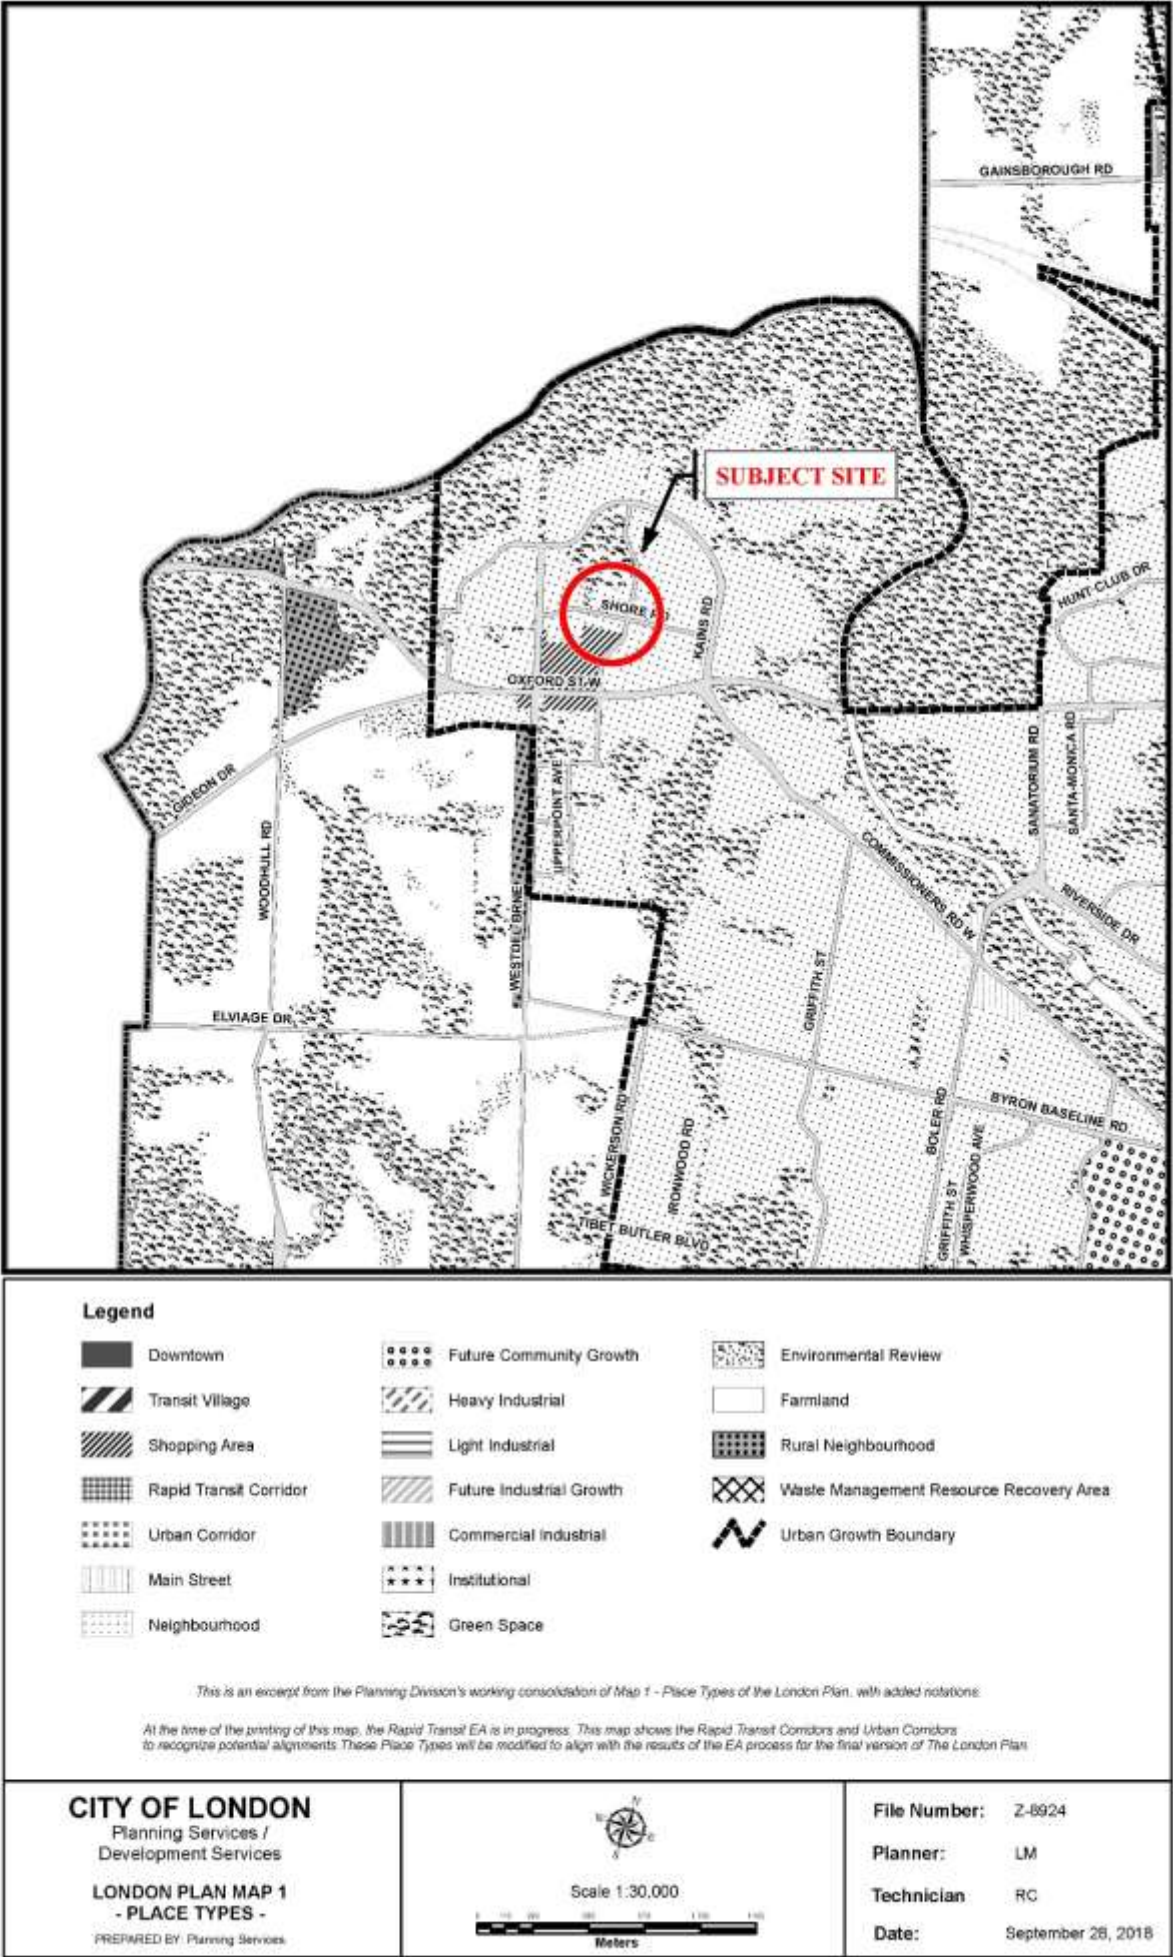 GAINSBOROUGH RD
SUBJECT SITE
HUNT CLUB DR
SHORE RD
KAINS RD
OXFORD ST W
GIDEON DR
WOODHULL RD
UPPERPOINT AVE
WESTDEL BRNE
SANATORIUM RD
SANTA-MONICA RD
COMMISSIONERS RD W
RIVERSIDE DR
GRIFFITH ST
ELVIAGE DR
WICKERSON RD
IRONWOOD RD
BOLER RD
BYRON BASELINE RD
TIBET BUTLER BLVD
GRIFFITH ST
WHISPERWOOD AVE
Legend
Downtown
Transit Village
Shopping Area
Rapid Transit Corridor
Urban Corridor
Main Street
Neighbourhood
Future Community Growth
Heavy Industrial
Light Industrial
Future Industrial Growth
Commercial Industrial
Institutional
Green Space
Environmental Review
Farmland
Rural Neighbourhood
Waste Management Resource Recovery Area
Urban Growth Boundary
This is an excerpt from the Planning Division's working consolidation of Map 1 - Place Types of the London Plan, with added notations.
At the time of the printing of this map, the Rapid Transit EA is in progress. This map shows the Rapid Transit Corridors and Urban Corridors
to recognize potential alignments. These Place Types will be modified to align with the results of the EA process for the final version of The London Plan.
CITY OF LONDON
Planning Services /
Development Services
LONDON PLAN MAP 1
- PLACE TYPES -
PREPARED BY: Planning Services
N
W
E
S
Scale 1:30,000
Meters
File Number: Z-8924
Planner: LM
Technician RC
Date: September 28, 2018